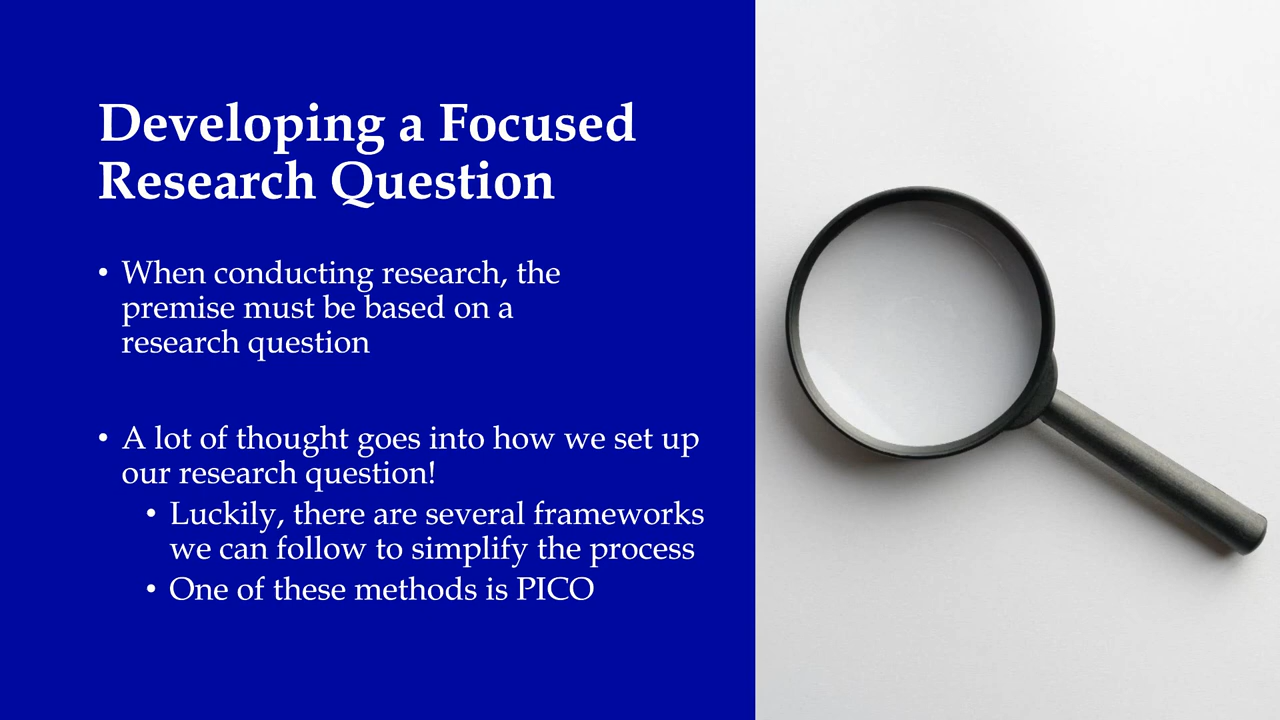 Developing a Focused
Research Question
• When conducting research, the
premise must be based on a
research question
• A lot of thought goes into how we set up
our research question!
• Luckily, there are several frameworks
we can follow to simplify the process
• One of these methods is PICO